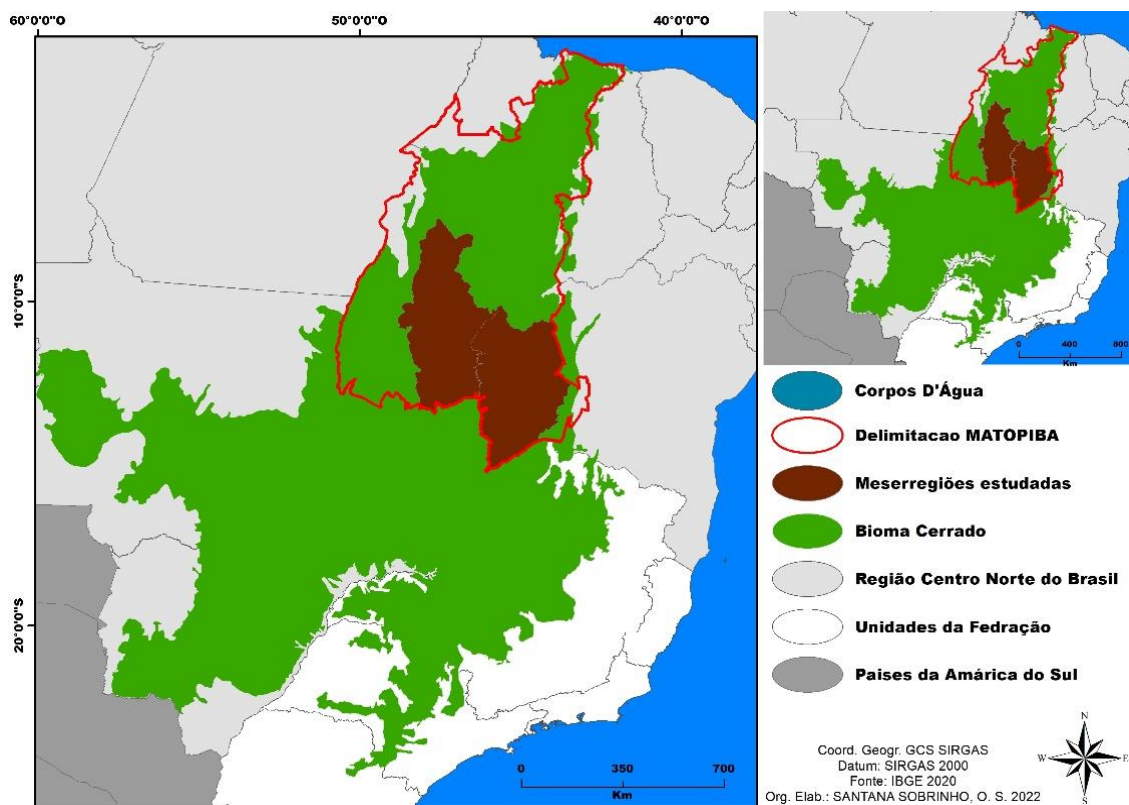 60°0'0"O
50°0'0"O
40°0'0"O
10°0'0"S
20°0'0"S
0 350 700
Km
0 400 800
Km
Corpos D'Água
Delimitacao MATOPIBA
Meserregiões estudadas
Bioma Cerrado
Região Centro Norte do Brasil
Unidades da Fedração
Paises da Amárica do Sul
Coord. Geogr. GCS SIRGAS
Datum: SIRGAS 2000
Fonte: IBGE 2020
Org. Elab.: SANTANA SOBRINHO, O. S. 2022
N
W E
S